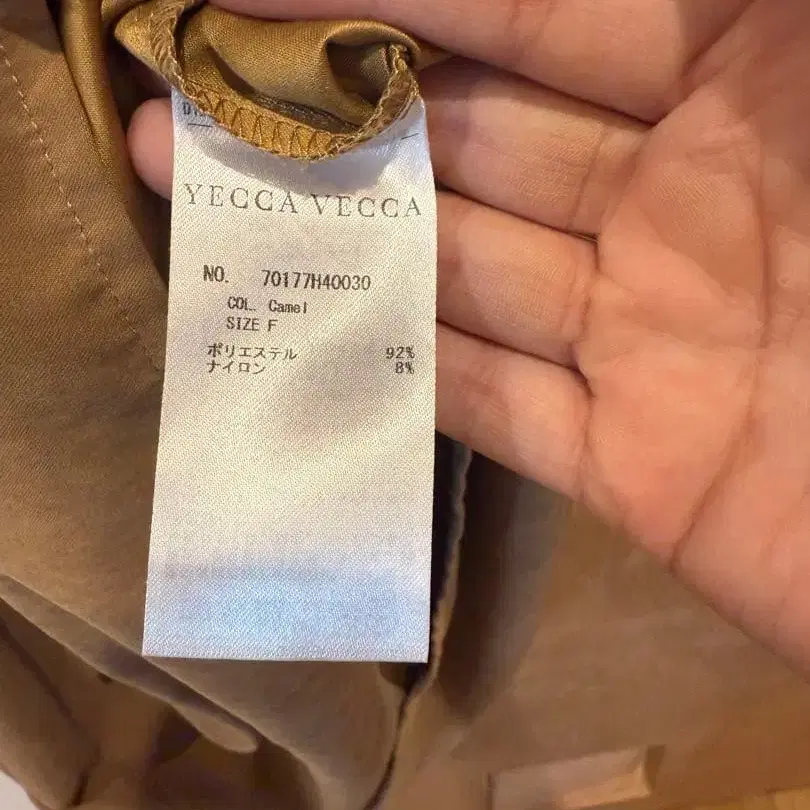 YECCA VECCA
NO. 70177H40030
COL. Camel
SIZE F
ポリエステル 92%
ナイロン 8%